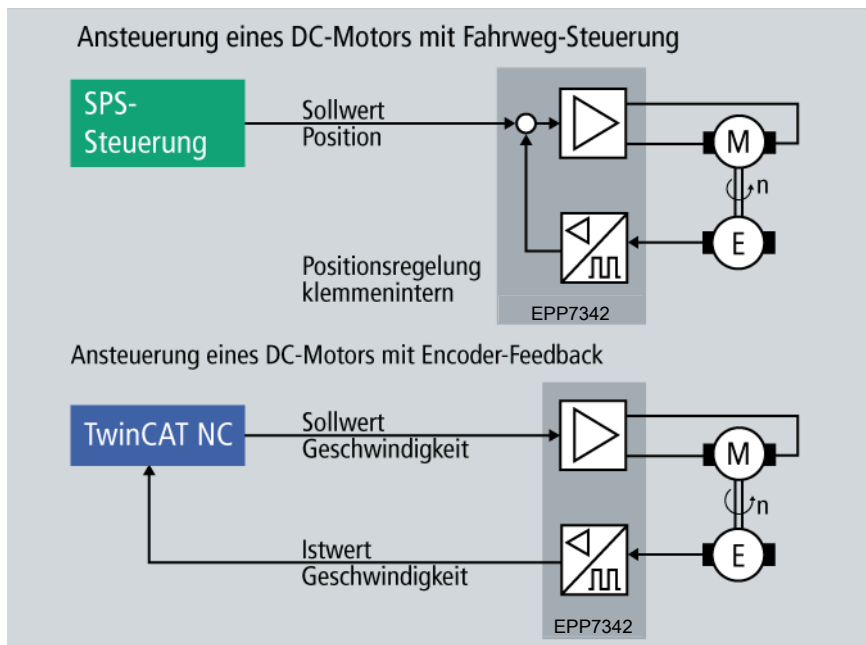 Ansteuerung eines DC-Motors mit Fahrweg-Steuerung
SPS-
Steuerung
Sollwert
Position
M
n
E
Positionsregelung
klemmenintern
EPP7342
Ansteuerung eines DC-Motors mit Encoder-Feedback
TwinCAT NC
Sollwert
Geschwindigkeit
M
n
E
Istwert
Geschwindigkeit
EPP7342